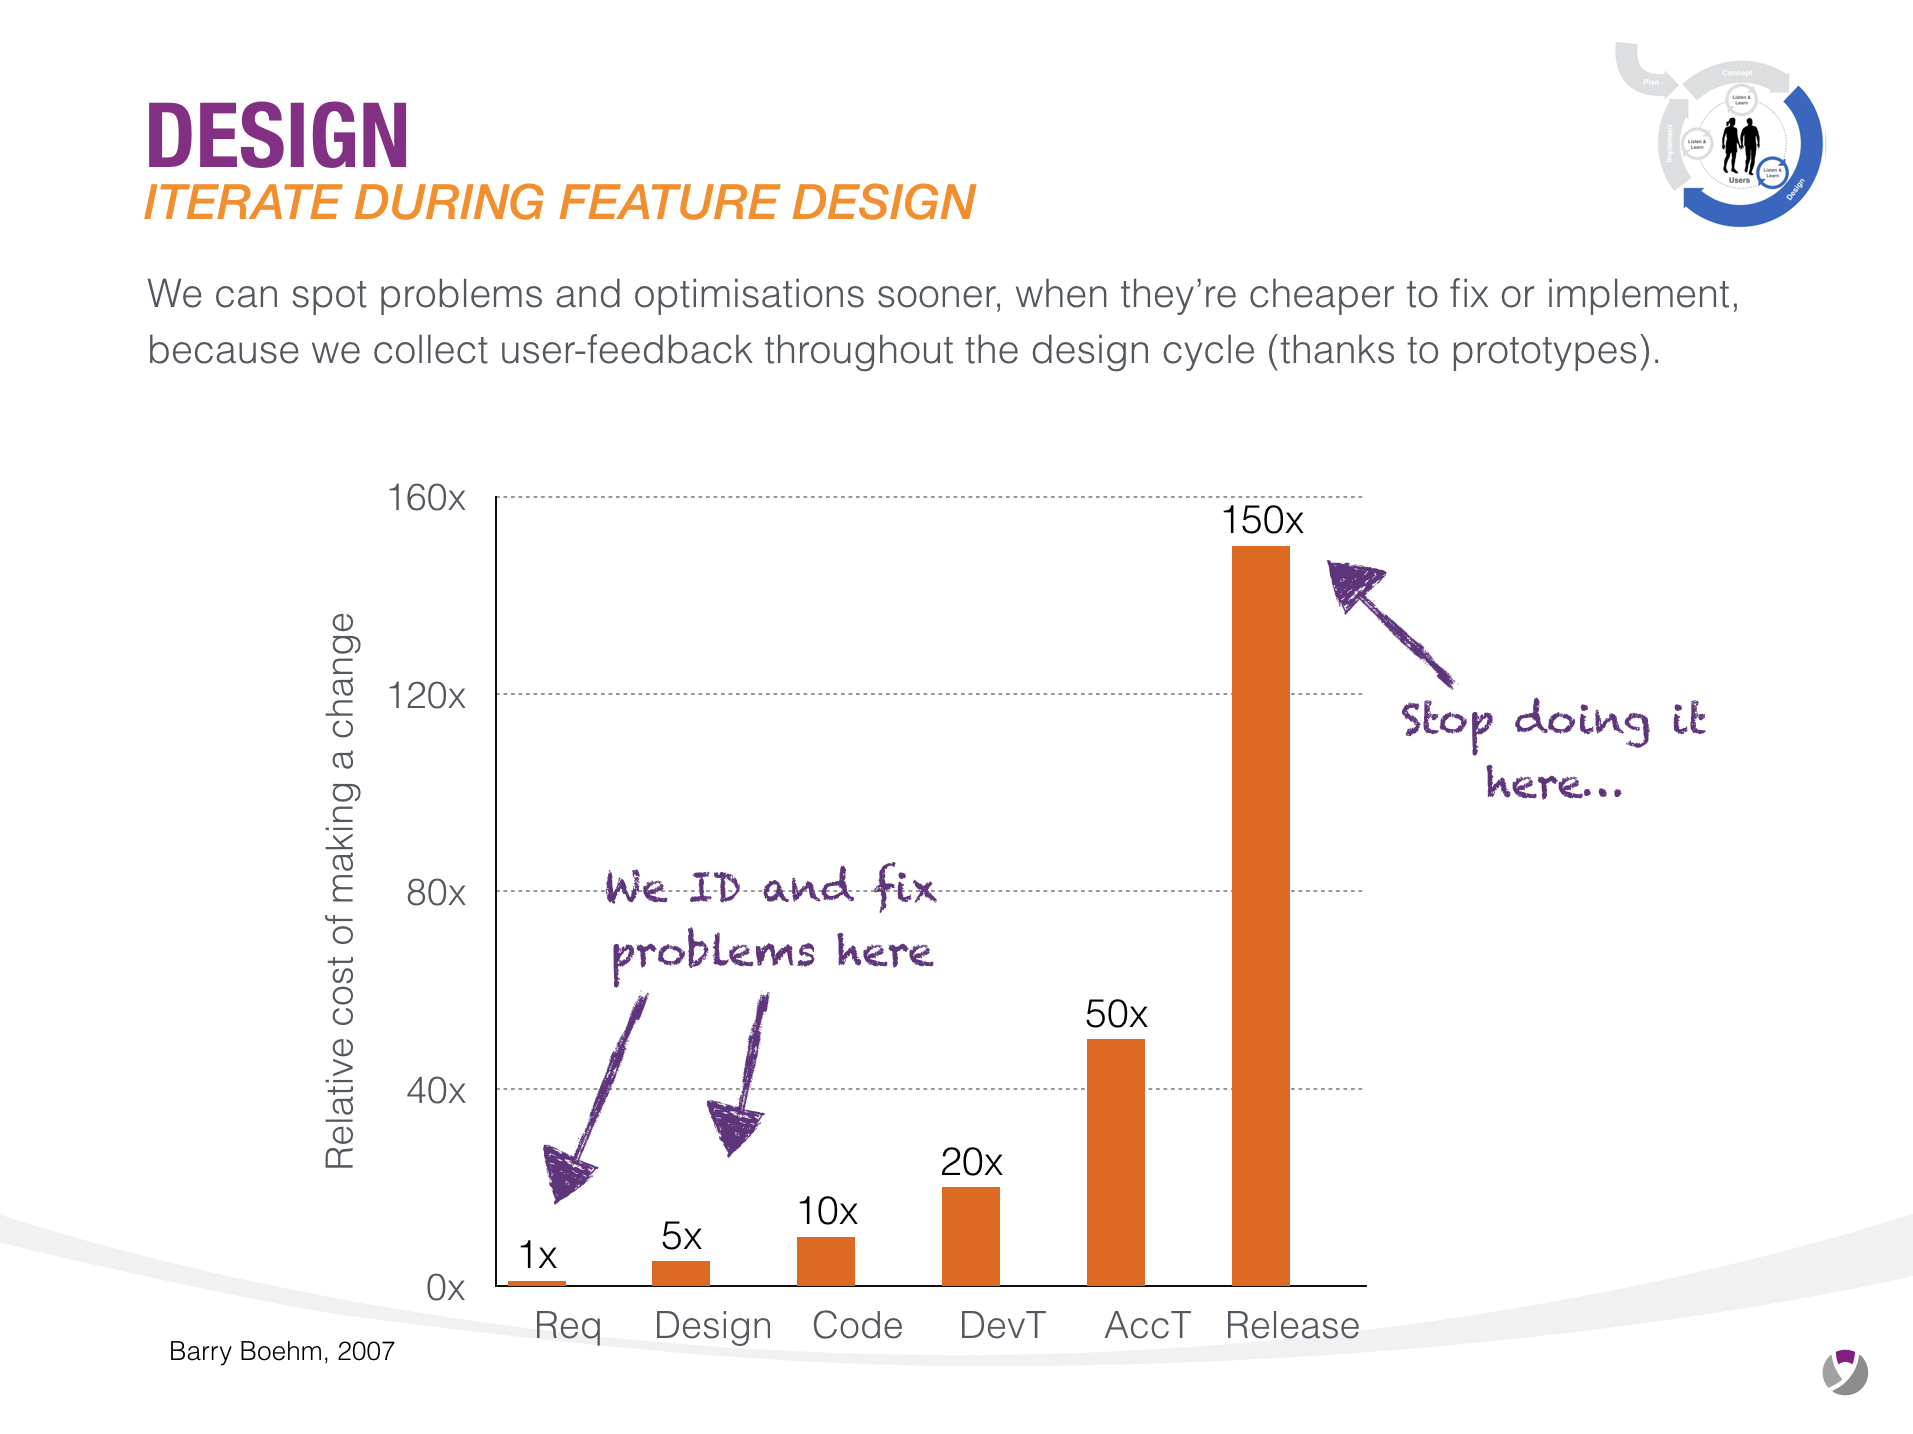 DESIGN
ITERATE DURING FEATURE DESIGN
Plan
Concept
Listen &
Learn
Implement
Listen &
Learn
Users
Listen &
Learn
Design
We can spot problems and optimisations sooner, when they’re cheaper to fix or implement,
because we collect user-feedback throughout the design cycle (thanks to prototypes).
Relative cost of making a change
160x
120x
80x
40x
0x
150x
Stop doing it
here...
We ID and fix
problems here
50x
20x
10x
5x
1x
Req
Design
Code
DevT
AccT
Release
Barry Boehm, 2007